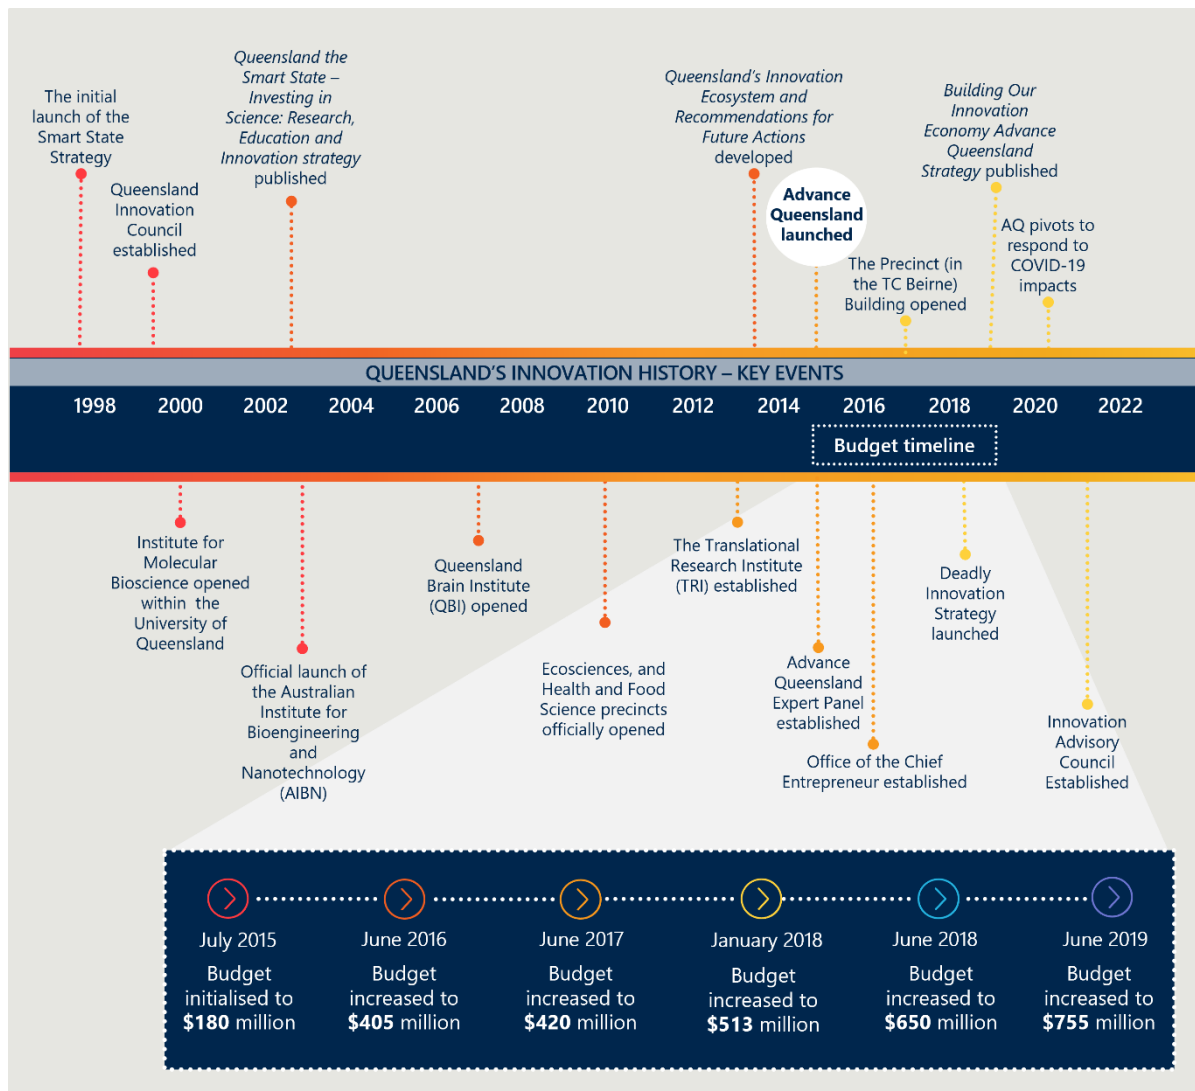 The initial
launch of the
Smart State
Strategy
Queensland
Innovation
Council
established
Queensland the
Smart State –
Investing in
Science: Research,
Education and
Innovation strategy
published
Queensland's Innovation
Ecosystem and
Recommendations for
Future Actions
developed
Advance
Queensland
launched
The Precinct (in
the TC Beirne)
Building opened
Building Our
Innovation
Economy Advance
Queensland
Strategy published
AQ pivots to
respond to
COVID-19
impacts
QUEENSLAND'S INNOVATION HISTORY – KEY EVENTS
1998 2000 2002 2004 2006 2008 2010 2012 2014 2016 2018 2020 2022
Budget timeline
Institute for
Molecular
Bioscience opened
within the
University of
Queensland
Official launch of
the Australian
Institute for
Bioengineering
and
Nanotechnology
(AIBN)
Queensland
Brain Institute
(QBI) opened
Ecosciences, and
Health and Food
Science precincts
officially opened
The Translational
Research Institute
(TRI) established
Advance
Queensland
Expert Panel
established
Office of the Chief
Entrepreneur established
Deadly
Innovation
Strategy
launched
Innovation
Advisory
Council
Established
July 2015
Budget
initialised to
$180 million
June 2016
Budget
increased to
$405 million
June 2017
Budget
increased to
$420 million
January 2018
Budget
increased to
$513 million
June 2018
Budget
increased to
$650 million
June 2019
Budget
increased to
$755 million